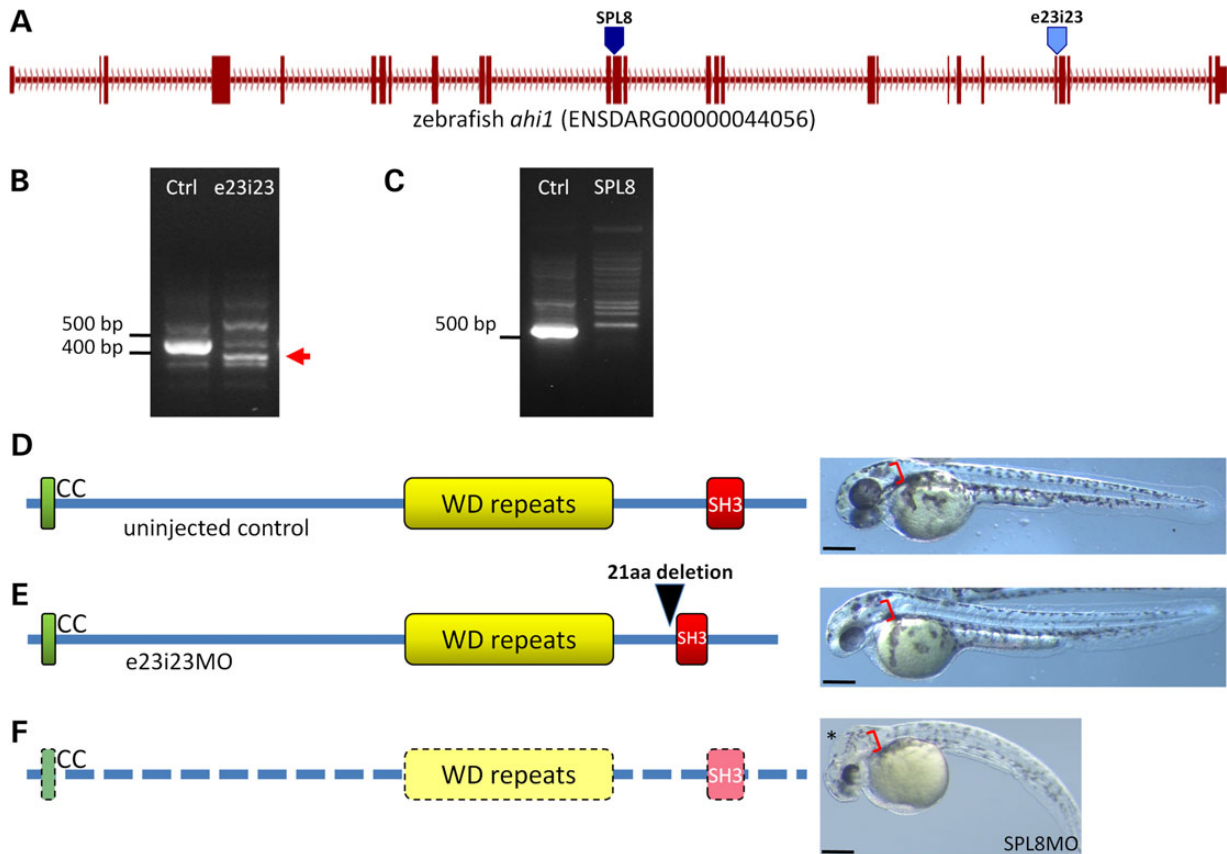 A
SPL8
e23i23
zebrafish ahi1 (ENSDARG00000044056)
B
Ctrl e23i23
500 bp
400 bp
C
Ctrl SPL8
500 bp
D
CC
WD repeats
SH3
uninjected control
E
21aa deletion
CC
WD repeats
SH3
e23i23MO
F
CC
WD repeats
SH3
*
SPL8MO